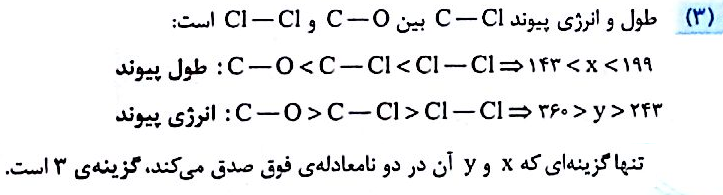 (۳) طول و انرژی پیوند C—Cl بین C—O و Cl—Cl است:
طول پیوند : C—O < C—Cl < Cl—Cl ⇒ ۱۴۳ < x < ۱۹۹
انرژی پیوند : C—O > C—Cl > Cl—Cl ⇒ ۳۶۰ > y > ۲۴۳
تنها گزینه‌ای که x و y آن در دو نامعادله‌ی فوق صدق می‌کند، گزینه‌ی ۳ است.